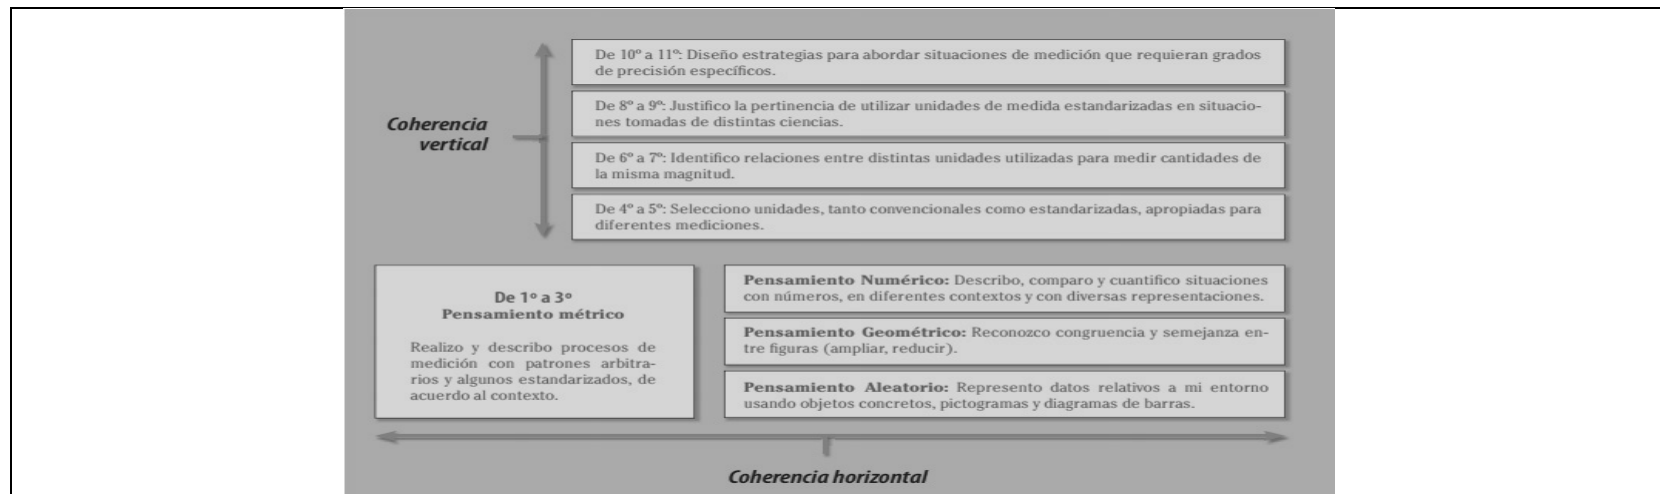 De 10º a 11º: Diseño estrategias para abordar situaciones de medición que requieran grados
de precisión específicos.
De 8º a 9º: Justifico la pertinencia de utilizar unidades de medida estandarizadas en situacio-
nes tomadas de distintas ciencias.
Coherencia
vertical
De 6º a 7º: Identifico relaciones entre distintas unidades utilizadas para medir cantidades de
la misma magnitud.
De 4º a 5º: Selecciono unidades, tanto convencionales como estandarizadas, apropiadas para
diferentes mediciones.
De 1º a 3º
Pensamiento métrico
Realizo y describo procesos de
medición con patrones arbitra-
rios y algunos estandarizados, de
acuerdo al contexto.
Pensamiento Numérico: Describo, comparo y cuantifico situaciones
con números, en diferentes contextos y con diversas representaciones.
Pensamiento Geométrico: Reconozco congruencia y semejanza en-
tre figuras (ampliar, reducir).
Pensamiento Aleatorio: Represento datos relativos a mi entorno
usando objetos concretos, pictogramas y diagramas de barras.
Coherencia horizontal